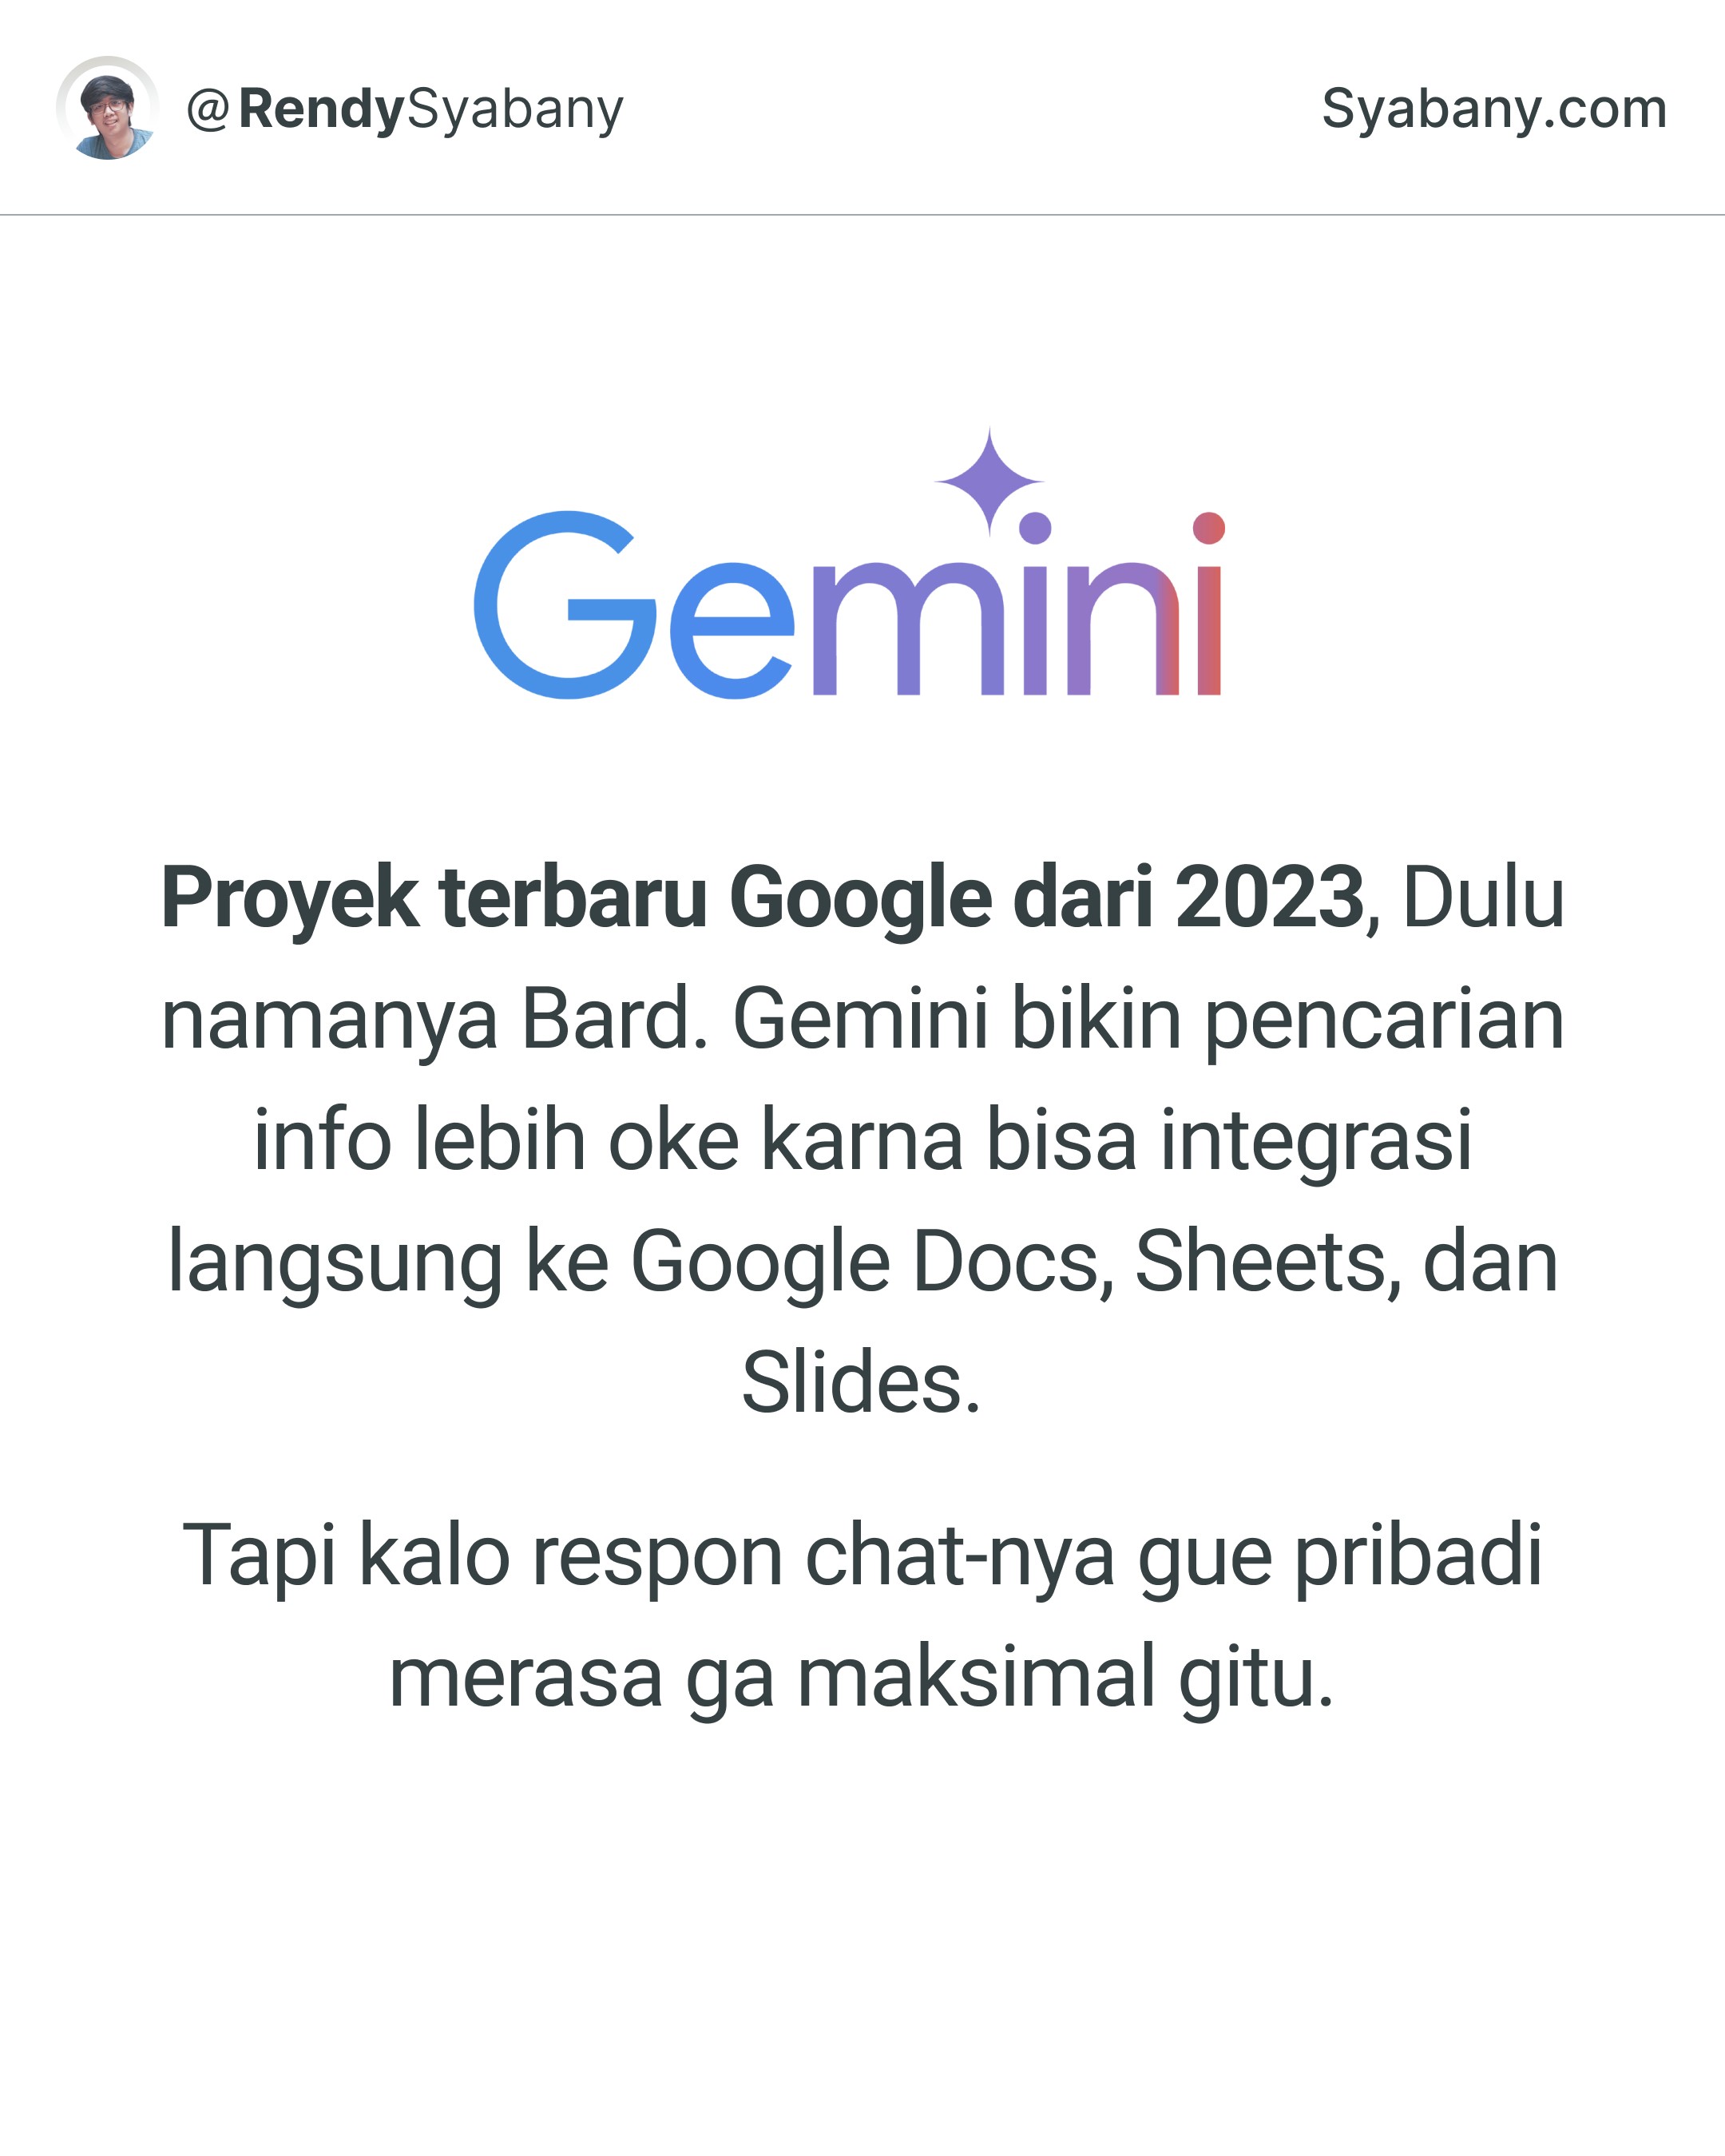 @RendySyabany
Syabany.com
Gemini
Proyek terbaru Google dari 2023, Dulu
namanya Bard. Gemini bikin pencarian
info lebih oke karna bisa integrasi
langsung ke Google Docs, Sheets, dan
Slides.
Tapi kalo respon chat-nya gue pribadi
merasa ga maksimal gitu.